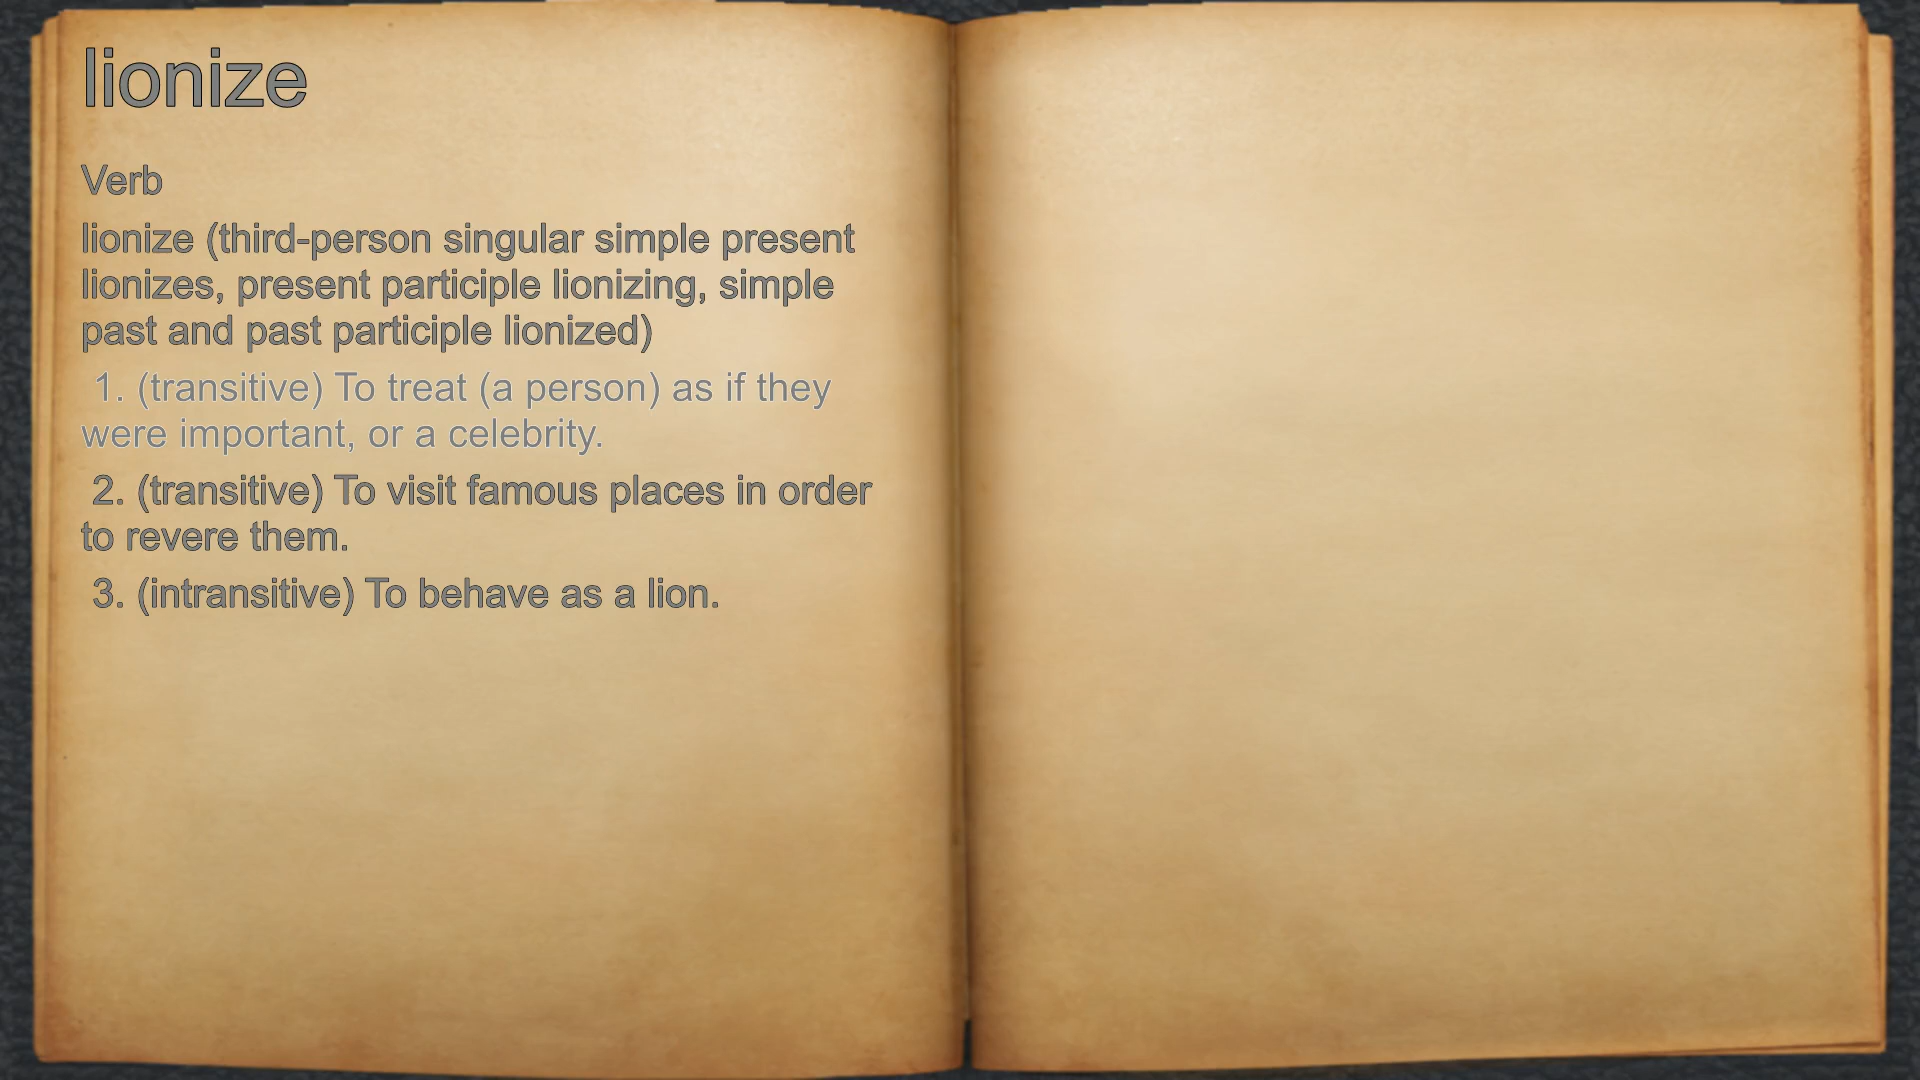 lionize
Verb
lionize (third-person singular simple present
lionizes, present participle lionizing, simple
past and past participle lionized)
1. (transitive) To treat (a person) as if they
were important, or a celebrity.
2. (transitive) To visit famous places in order
to revere them.
3. (intransitive) To behave as a lion.